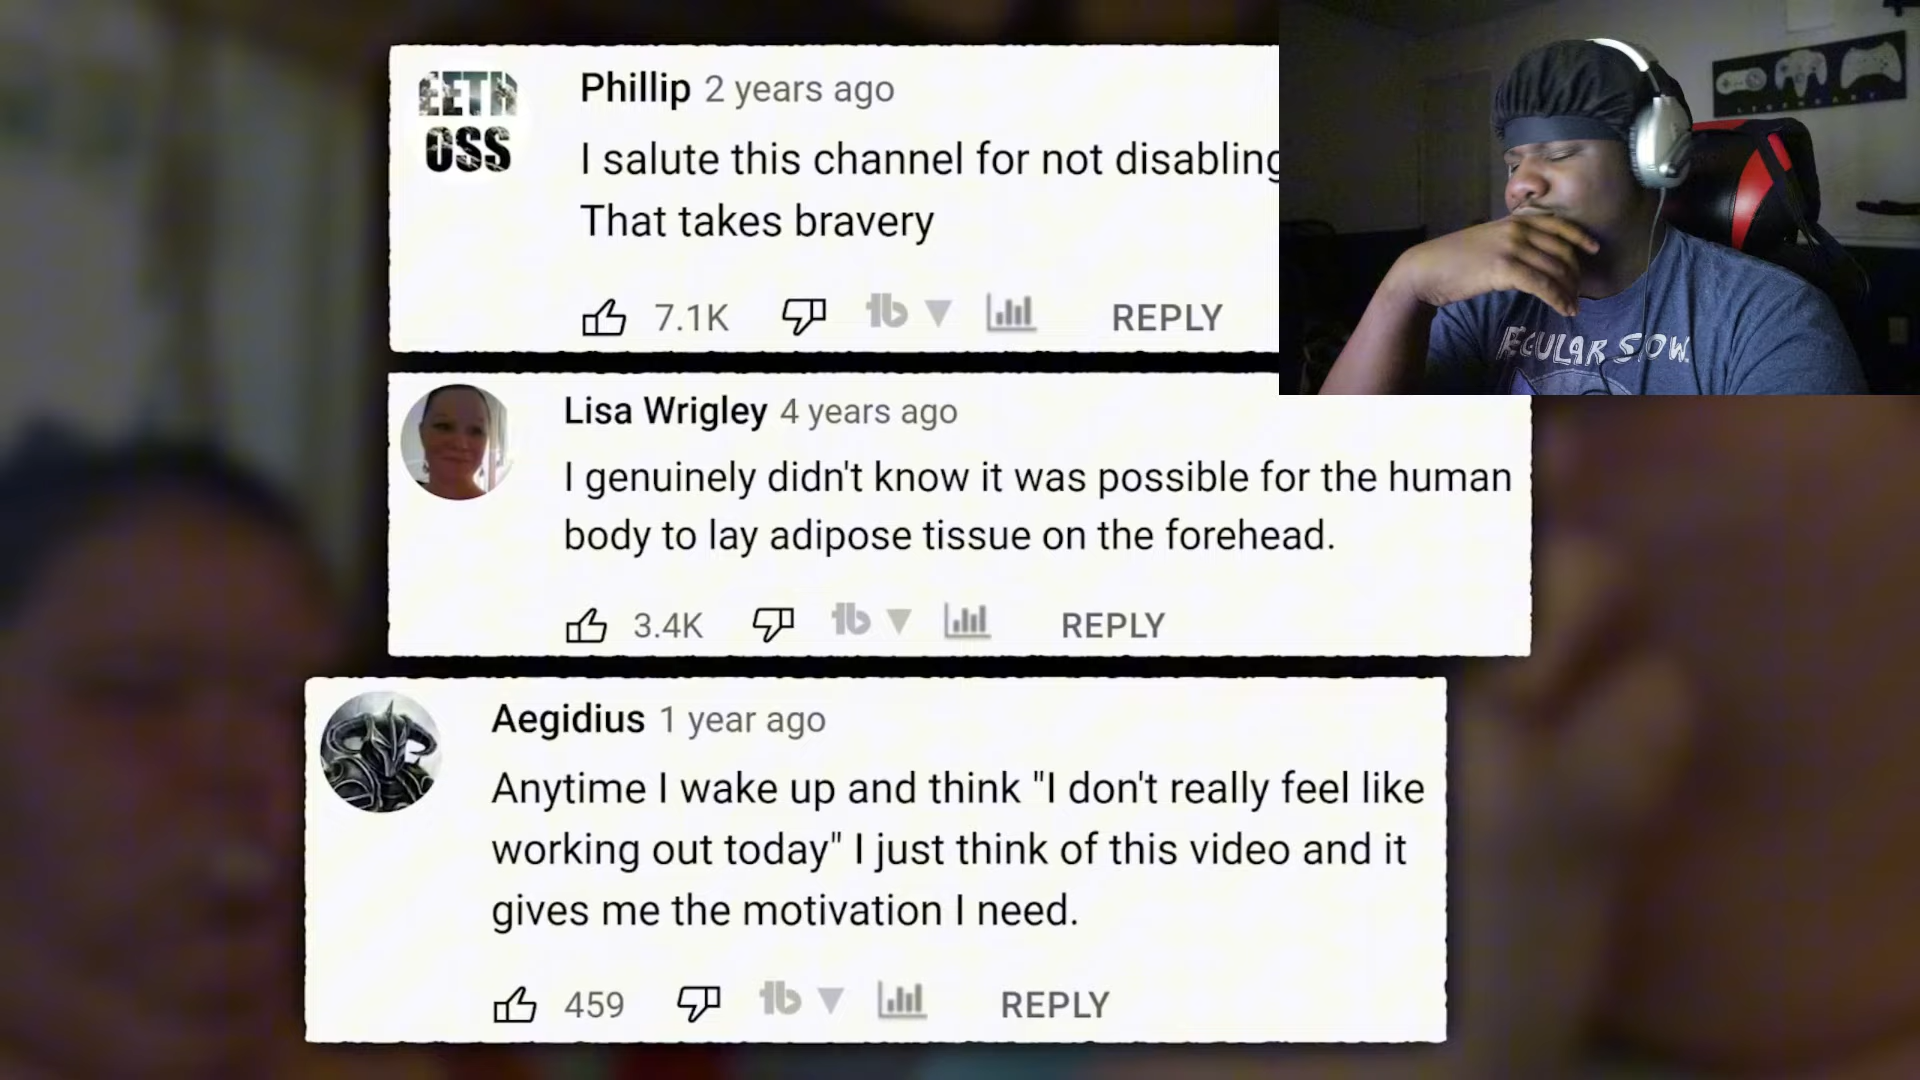 EETH
OSS
Phillip 2 years ago
I salute this channel for not disabling
That takes bravery
7.1K REPLY
Lisa Wrigley 4 years ago
I genuinely didn't know it was possible for the human
body to lay adipose tissue on the forehead.
3.4K REPLY
Aegidius 1 year ago
Anytime I wake up and think "I don't really feel like
working out today" I just think of this video and it
gives me the motivation I need.
459 REPLY
LEGENDARY
REGULAR SHOW